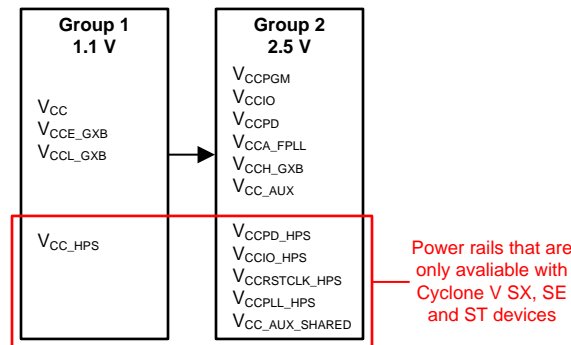 Group 1
1.1 V
VCC
VCCE_GXB
VCCL_GXB
VCC_HPS
Group 2
2.5 V
VCCPGM
VCCIO
VCCPD
VCCA_FPLL
VCCH_GXB
VCC_AUX
VCCPD_HPS
VCCIO_HPS
VCCRSTCLK_HPS
VCCPLL_HPS
VCC_AUX_SHARED
Power rails that are
only avaliable with
Cyclone V SX, SE
and ST devices